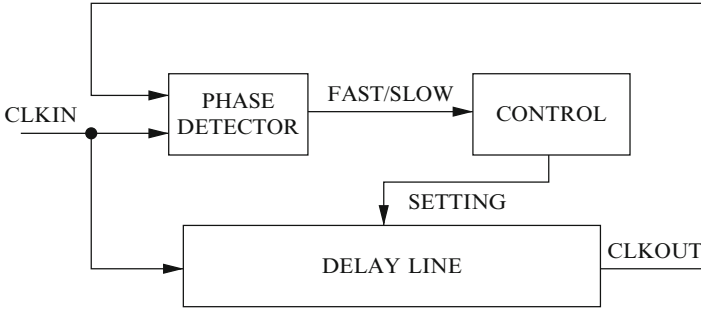 PHASE
DETECTOR
FAST/SLOW
CONTROL
CLKIN
SETTING
DELAY LINE
CLKOUT